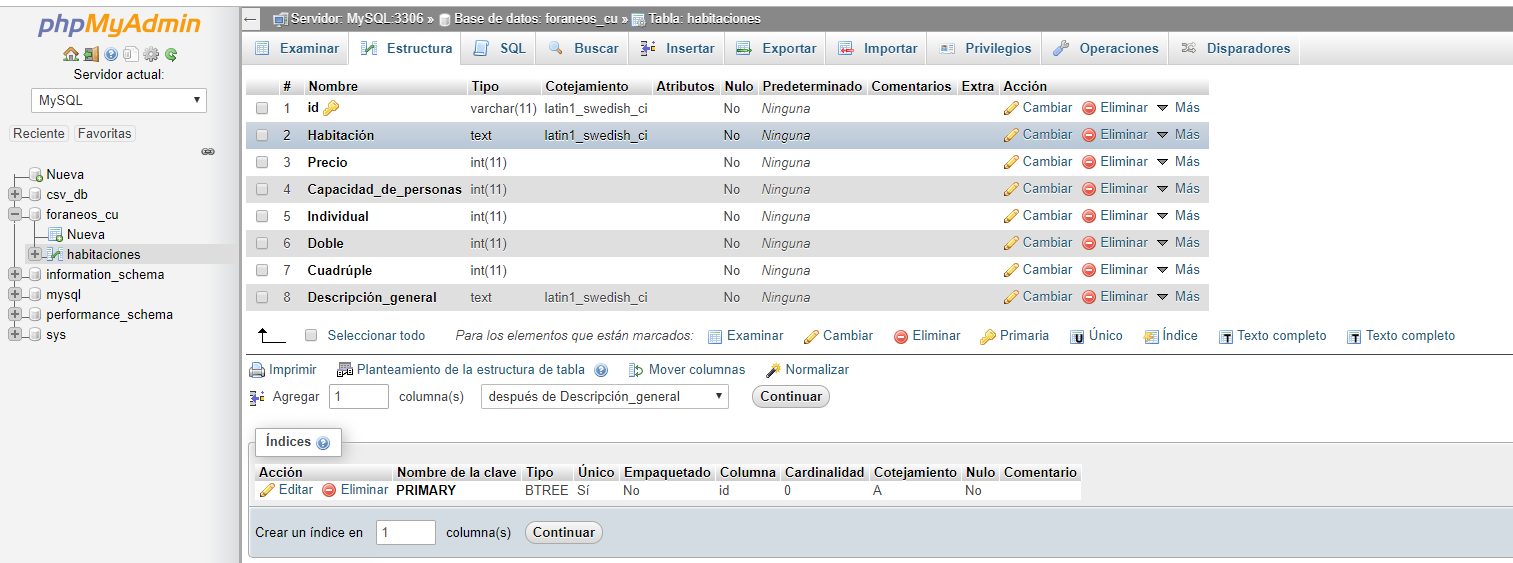 phpMyAdmin
Servidor actual:
MySQL
Reciente Favoritas
Nueva
csv_db
foraneos_cu
Nueva
habitaciones
information_schema
mysql
performance_schema
sys
Servidor: MySQL:3306 » Base de datos: foraneos_cu » Tabla: habitaciones
Examinar Estructura SQL Buscar Insertar Exportar Importar Privilegios Operaciones Disparadores
# Nombre Tipo Cotejamiento Atributos Nulo Predeterminado Comentarios Extra Acción
1 id varchar(11) latin1_swedish_ci No Ninguna Cambiar Eliminar Más
2 Habitación text latin1_swedish_ci No Ninguna Cambiar Eliminar Más
3 Precio int(11) No Ninguna Cambiar Eliminar Más
4 Capacidad_de_personas int(11) No Ninguna Cambiar Eliminar Más
5 Individual int(11) No Ninguna Cambiar Eliminar Más
6 Doble int(11) No Ninguna Cambiar Eliminar Más
7 Cuadrúple int(11) No Ninguna Cambiar Eliminar Más
8 Descripción_general text latin1_swedish_ci No Ninguna Cambiar Eliminar Más
Seleccionar todo Para los elementos que están marcados: Examinar Cambiar Eliminar Primaria Único Índice Texto completo Texto completo
Imprimir Planteamiento de la estructura de tabla Mover columnas Normalizar
Agregar 1 columna(s) después de Descripción_general Continuar
Índices
Acción Nombre de la clave Tipo Único Empaquetado Columna Cardinalidad Cotejamiento Nulo Comentario
Editar Eliminar PRIMARY BTREE Sí No id 0 A No
Crear un índice en 1 columna(s) Continuar